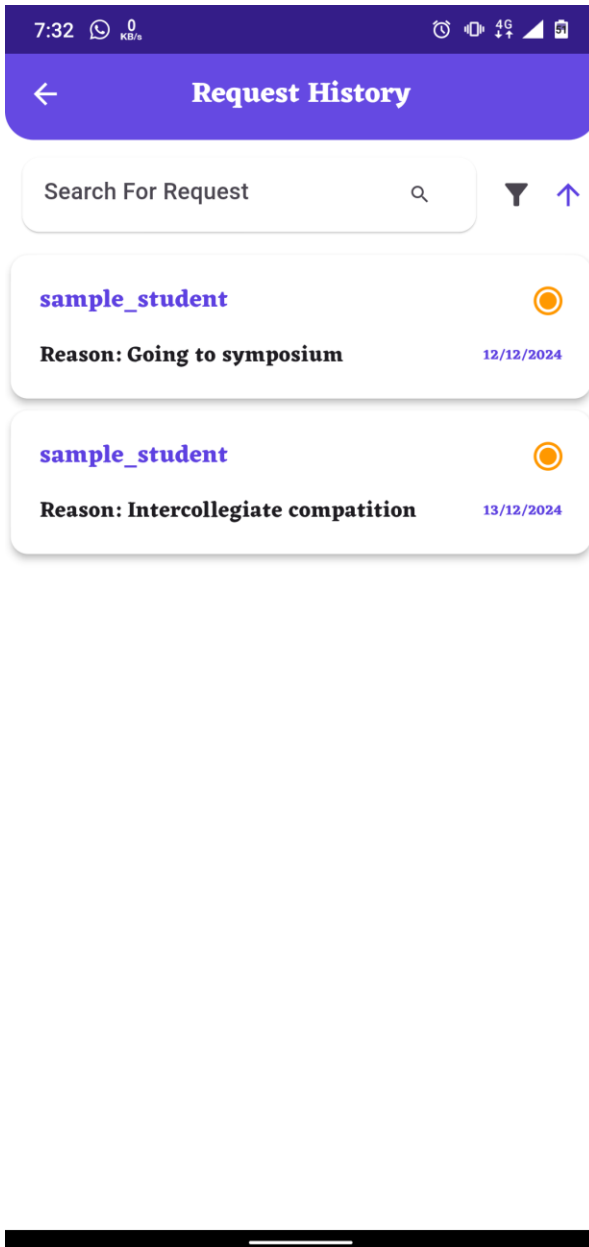 7:32 0 KB/s 4G 51
Request History
Search For Request
sample_student
Reason: Going to symposium 12/12/2024
sample_student
Reason: Intercollegiate compatition 13/12/2024